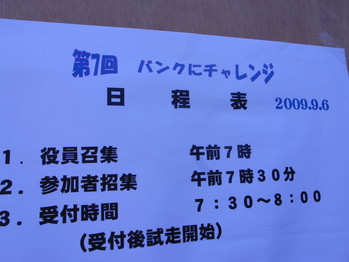 第7回 バンクにチャレンジ
日 程 表 2009.9.6
1. 役員召集 午前7時
2. 参加者招集 午前7時30分
3. 受付時間 7:30~8:00
(受付後試走開始)